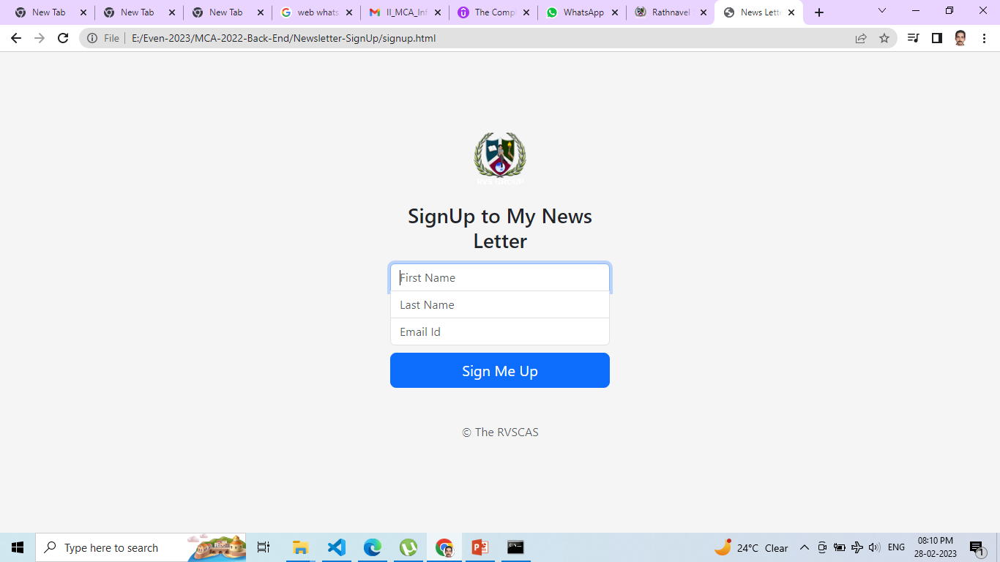 New Tab
New Tab
New Tab
web whats
II_MCA_Inf
The Compl
WhatsApp
Rathnavel
News Lette
File
E:/Even-2023/MCA-2022-Back-End/Newsletter-SignUp/signup.html
SignUp to My News
Letter
First Name
Last Name
Email Id
Sign Me Up
© The RVSCAS
Type here to search
24°C Clear
ENG
08:10 PM
28-02-2023
1